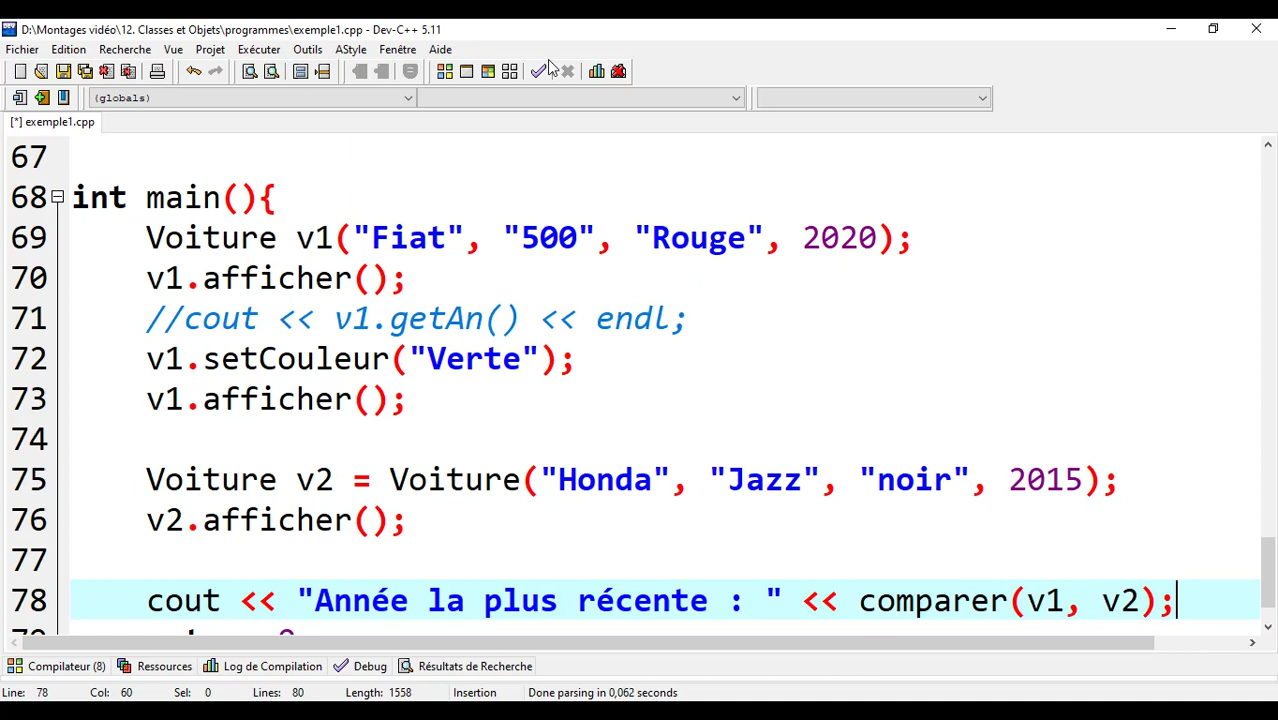 D:\Montages vidéo\12. Classes et Objets\programmes\exemple1.cpp - Dev-C++ 5.11
Fichier Edition Recherche Vue Projet Exécuter Outils AStyle Fenêtre Aide
(globals)
[*] exemple1.cpp
67
68 int main(){
69 Voiture v1("Fiat", "500", "Rouge", 2020);
70 v1.afficher();
71 //cout << v1.getAn() << endl;
72 v1.setCouleur("Verte");
73 v1.afficher();
74
75 Voiture v2 = Voiture("Honda", "Jazz", "noir", 2015);
76 v2.afficher();
77
78 cout << "Année la plus récente : " << comparer(v1, v2);
Compilateur (8) Ressources Log de Compilation Debug Résultats de Recherche
Line: 78 Col: 60 Sel: 0 Lines: 80 Length: 1558 Insertion Done parsing in 0,062 seconds